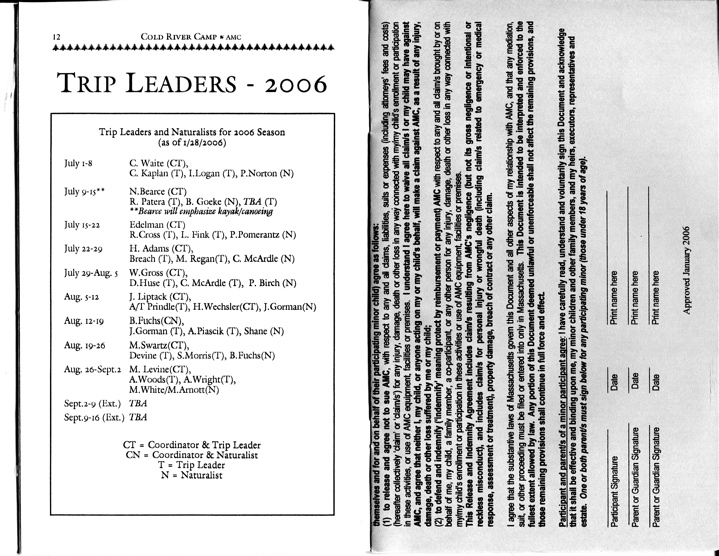 12
COLD RIVER CAMP ▪ AMC
TRIP LEADERS - 2006
Trip Leaders and Naturalists for 2006 Season
(as of 1/28/2006)
July 1-8 C. Waite (CT),
C. Kaplan (T), I.Logan (T), P.Norton (N)
July 9-15** N.Bearce (CT)
R. Patera (T), B. Goeke (N), TBA (T)
**Bearce will emphasize kayak/canoeing
July 15-22 Edelman (CT)
R.Cross (T), L. Fink (T), P.Pomerantz (N)
July 22-29 H. Adams (CT),
Breach (T), M. Regan(T), C. McArdle (N)
July 29-Aug. 5 W.Gross (CT),
D.Huse (T), C. McArdle (T), P. Birch (N)
Aug. 5-12 J. Liptack (CT),
A/T Prindle(T), H.Wechsler(CT), J.Gorman(N)
Aug. 12-19 B.Fuchs(CN),
J.Gorman (T), A.Piascik (T), Shane (N)
Aug. 19-26 M.Swartz(CT),
Devine (T), S.Morris(T), B.Fuchs(N)
Aug. 26-Sept.2 M. Levine(CT),
A.Woods(T), A.Wright(T),
M.White/M.Arnott(N)
Sept.2-9 (Ext.) TBA
Sept.9-16 (Ext.) TBA
CT = Coordinator & Trip Leader
CN = Coordinator & Naturalist
T = Trip Leader
N = Naturalist
themselves and for and on behalf of their participating minor child) agree as follows:
(1) to release and agree not to sue AMC, with respect to any and all claims, liabilities, suits or expenses (including attorneys' fees and costs)
(hereafter collectively 'claim' or 'claim/s') for any injury, damage, death or other loss in any way connected with my/my child's enrollment or participation
in these activities, or use of AMC equipment, facilities or premises. I understand I agree here to waive all claim/s I or my child may have against
AMC, and agree that neither I, my child, or anyone acting on my or my child's behalf, will make a claim against AMC, as a result of any injury,
damage, death or other loss suffered by me or my child;
(2) to defend and indemnify ('indemnify' meaning protect by reimbursement or payment) AMC with respect to any and all claim/s brought by or on
behalf of me, my child, a family member, a co-participant, or any other person for any injury, damage, death or other loss in any way connected with
my/my child's enrollment or participation in these activities or use of AMC equipment, facilities or premises.
This Release and Indemnity Agreement includes claim/s resulting from AMC's negligence (but not its gross negligence or intentional or
reckless misconduct), and includes claim/s for personal injury or wrongful death (including claim/s related to emergency or medical
response, assessment or treatment), property damage, breach of contract or any other claim.
I agree that the substantive laws of Massachusetts govern this Document and all other aspects of my relationship with AMC, and that any mediation,
suit, or other proceeding must be filed or entered into only in Massachusetts. This Document is intended to be interpreted and enforced to the
fullest extent allowed by law. Any portion of this Document deemed unlawful or unenforceable shall not affect the remaining provisions, and
those remaining provisions shall continue in full force and effect.
Participant and parent/s of a minor participant agree: I have carefully read, understand and voluntarily sign this Document and acknowledge
that it shall be effective and binding upon me, my minor children and other family members, and my heirs, executors, representatives and
estate. One or both parent/s must sign below for any participating minor (those under 18 years of age).
Participant Signature Date Print name here
Parent or Guardian Signature Date Print name here
Parent or Guardian Signature Date Print name here
Approved January 2006